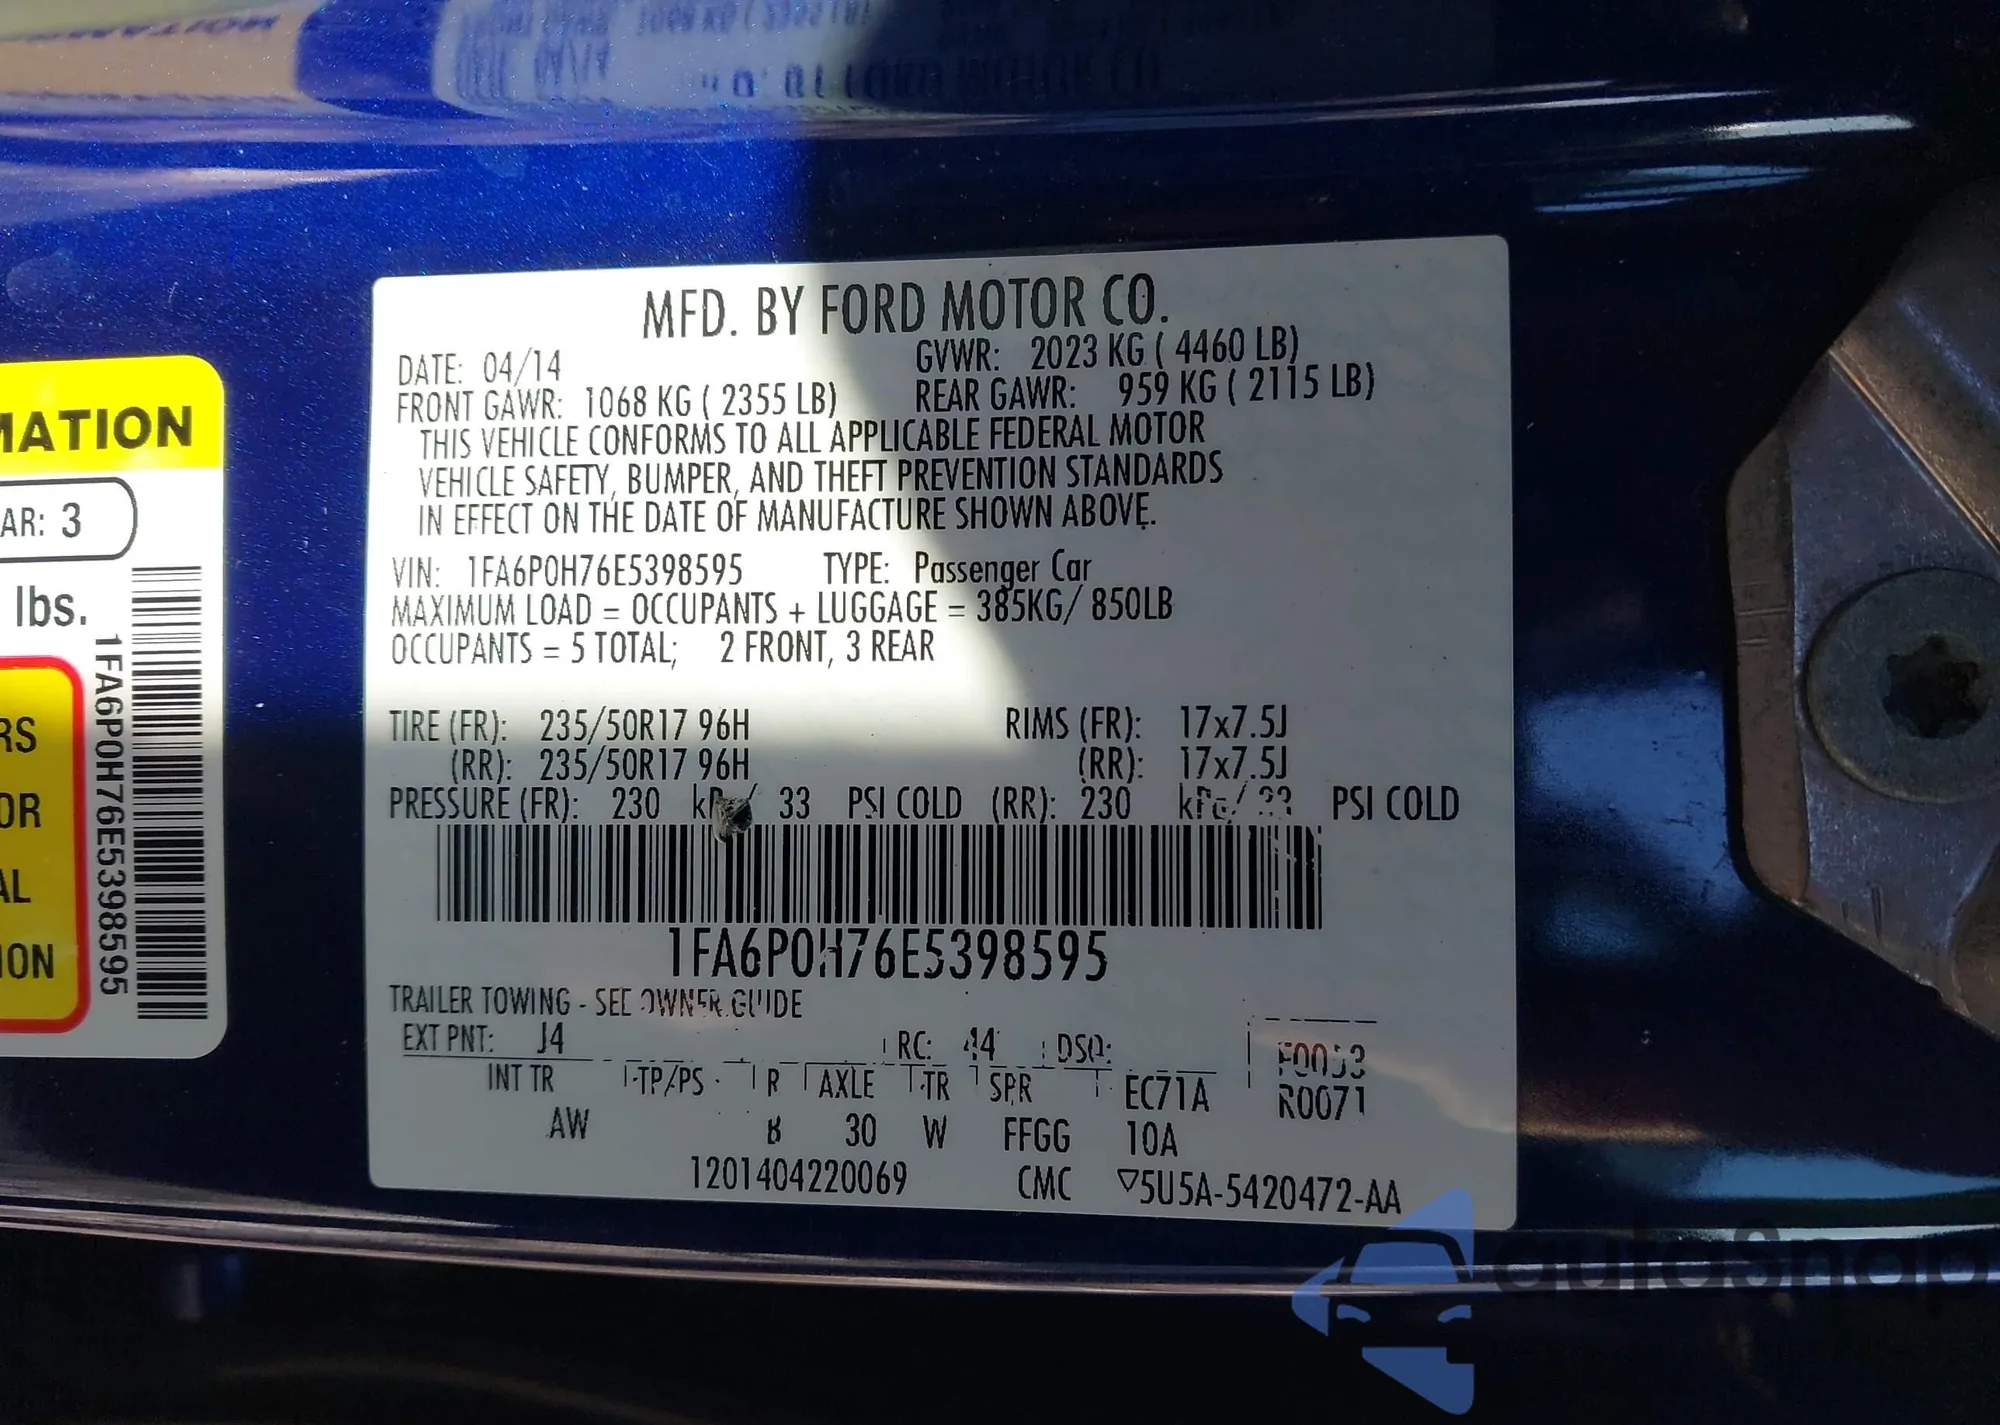 MATION
AR: 3
lbs.
RS
OR
AL
ION
1FA6P0H76E5398595
MFD. BY FORD MOTOR CO.
DATE: 04/14 GVWR: 2023 KG ( 4460 LB)
FRONT GAWR: 1068 KG ( 2355 LB) REAR GAWR: 959 KG ( 2115 LB)
THIS VEHICLE CONFORMS TO ALL APPLICABLE FEDERAL MOTOR
VEHICLE SAFETY, BUMPER, AND THEFT PREVENTION STANDARDS
IN EFFECT ON THE DATE OF MANUFACTURE SHOWN ABOVE.
VIN: 1FA6P0H76E5398595 TYPE: Passenger Car
MAXIMUM LOAD = OCCUPANTS + LUGGAGE = 385KG/ 850LB
OCCUPANTS = 5 TOTAL; 2 FRONT, 3 REAR
TIRE (FR): 235/50R17 96H RIMS (FR): 17x7.5J
(RR): 235/50R17 96H (RR): 17x7.5J
PRESSURE (FR): 230 kPa/ 33 PSI COLD (RR): 230 kPa/ 33 PSI COLD
1FA6P0H76E5398595
TRAILER TOWING - SEE OWNER GUIDE
EXT PNT: J4 RC: 44 DSO:
INT TR TP/PS R AXLE TR SPR EC71A R0071
AW B 30 W FFGG 10A
1201404220069 CMC ▽5U5A-5420472-AA
autoSnap